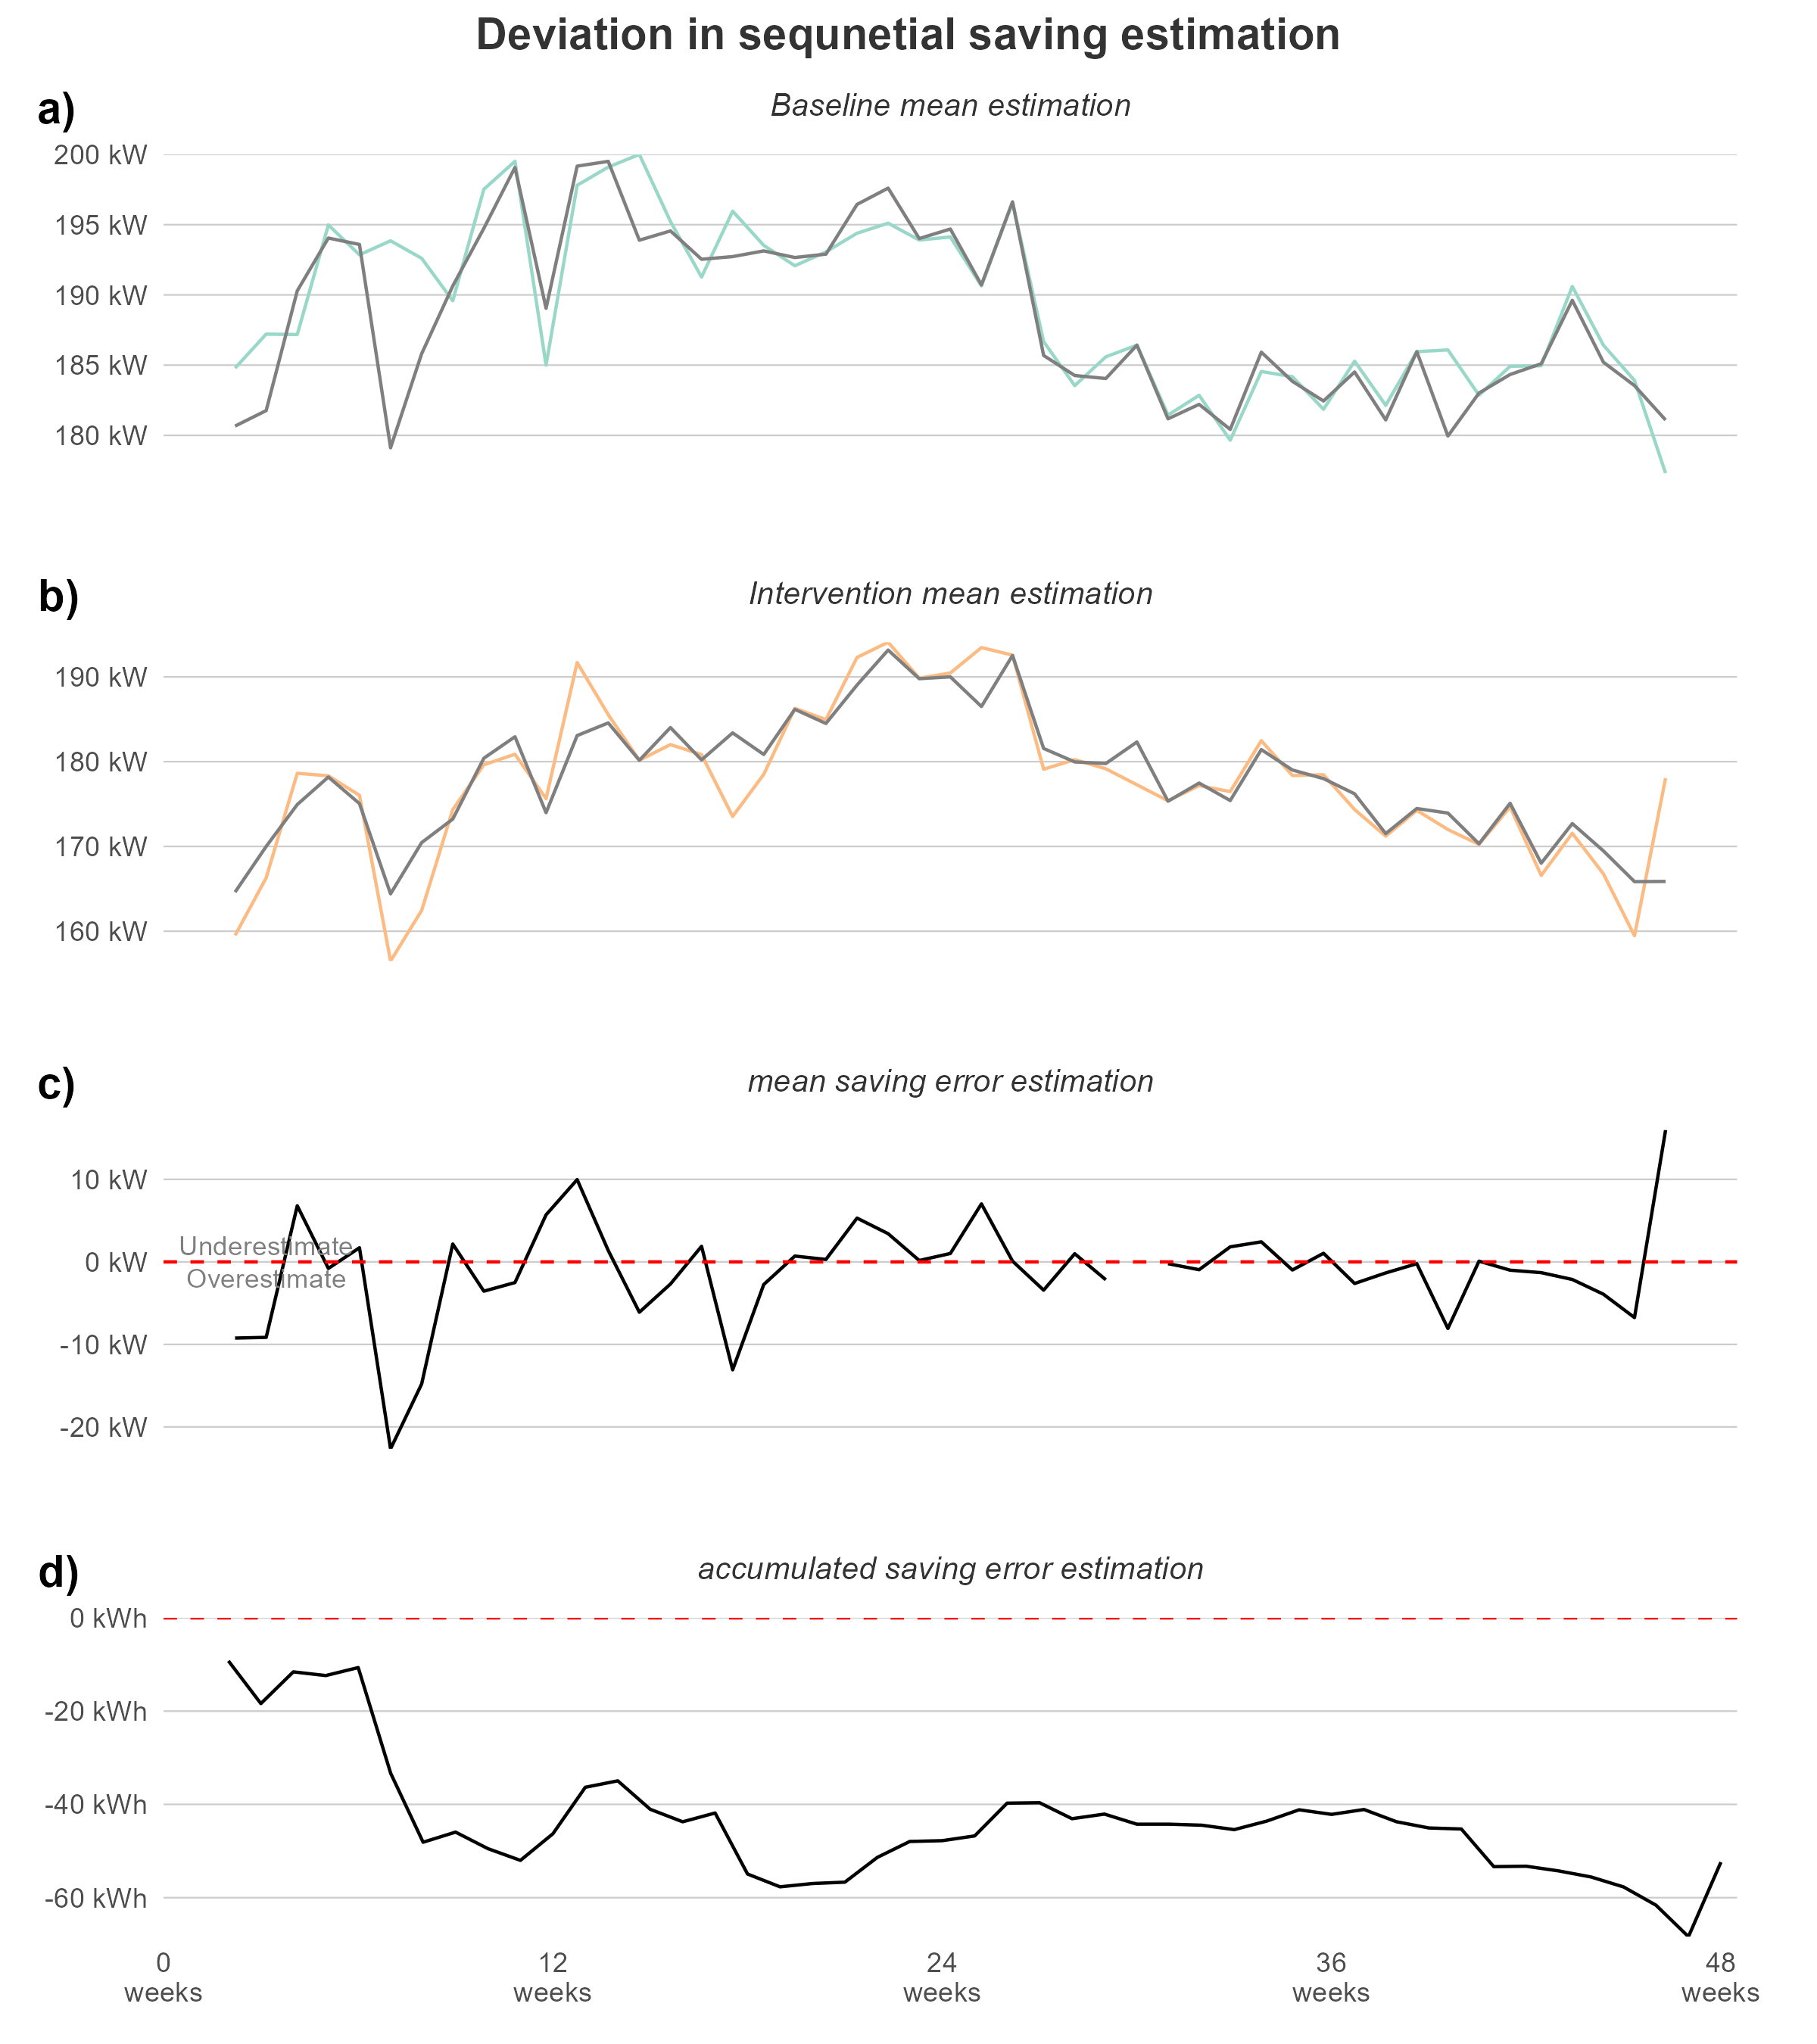 Deviation in sequnetial saving estimation
a)
Baseline mean estimation
200 kW
195 kW
190 kW
185 kW
180 kW
b)
Intervention mean estimation
190 kW
180 kW
170 kW
160 kW
c)
mean saving error estimation
10 kW
Underestimate
0 kW
Overestimate
-10 kW
-20 kW
d)
accumulated saving error estimation
0 kWh
-20 kWh
-40 kWh
-60 kWh
0 12 24 36 48
weeks weeks weeks weeks weeks